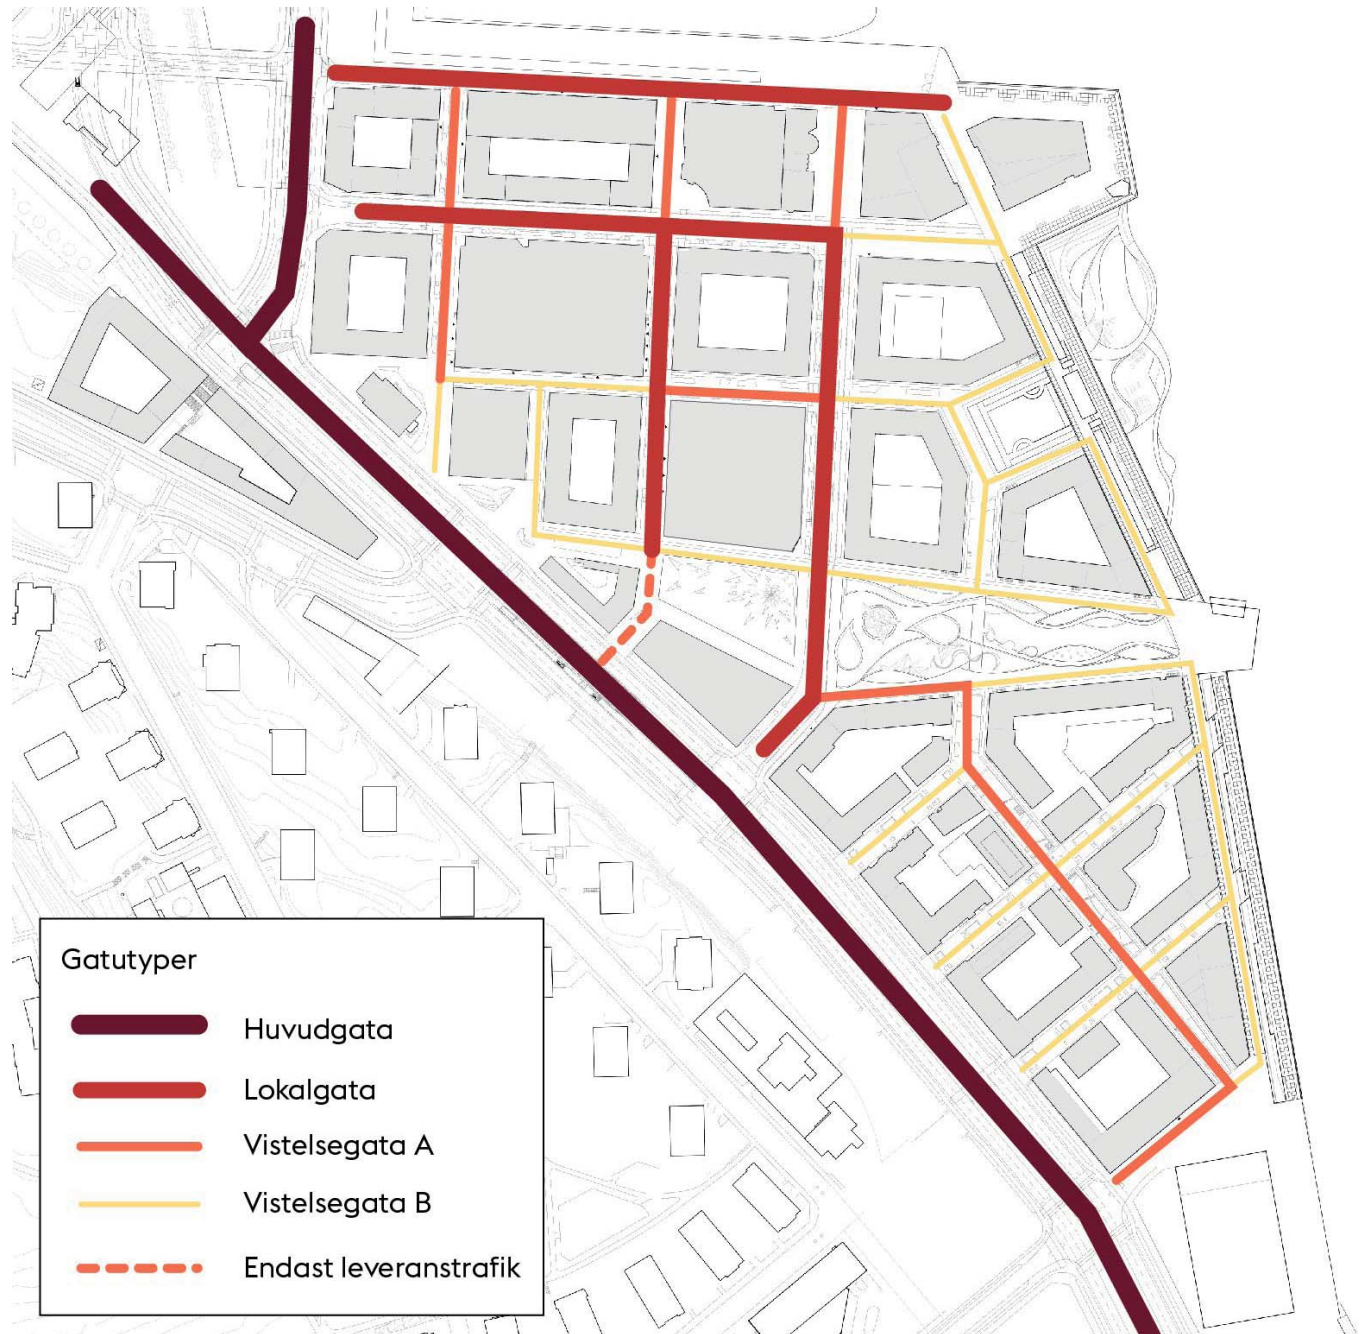 Gatutyper
Huvudgata
Lokalgata
Vistelsegata A
Vistelsegata B
Endast leveranstrafik